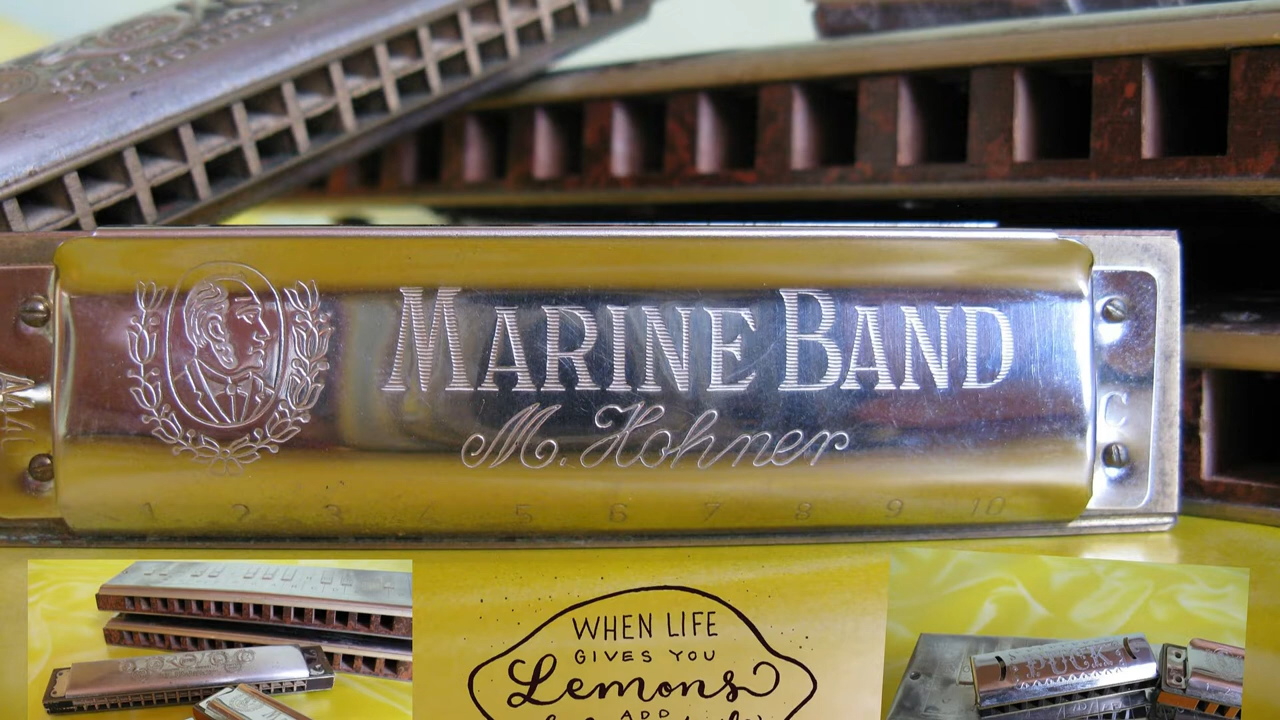 MARINE BAND
M. Hohner
C
1 2 3 4 5 6 7 8 9 10
WHEN LIFE
GIVES YOU
Lemons
ADD
PUCK